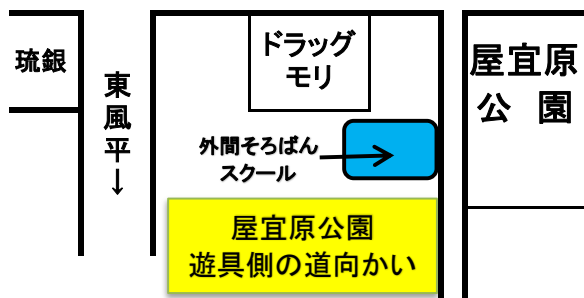 琉銀
東風平↓
ドラッグ
モリ
屋宜原
公園
外間そろばん
スクール
屋宜原公園
遊具側の道向かい